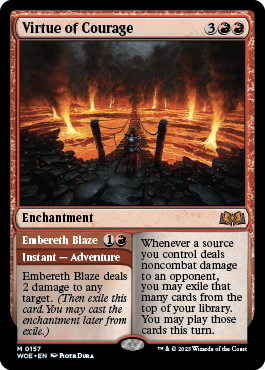 Virtue of Courage 3
Enchantment
Embereth Blaze 1
Instant — Adventure
Embereth Blaze deals
2 damage to any
target. (Then exile this
card. You may cast the
enchantment later from
exile.)
Whenever a source
you control deals
noncombat damage
to an opponent,
you may exile that
many cards from the
top of your library.
You may play those
cards this turn.
M 0157
WOE • EN Piotr Dura
™ & © 2023 Wizards of the Coast